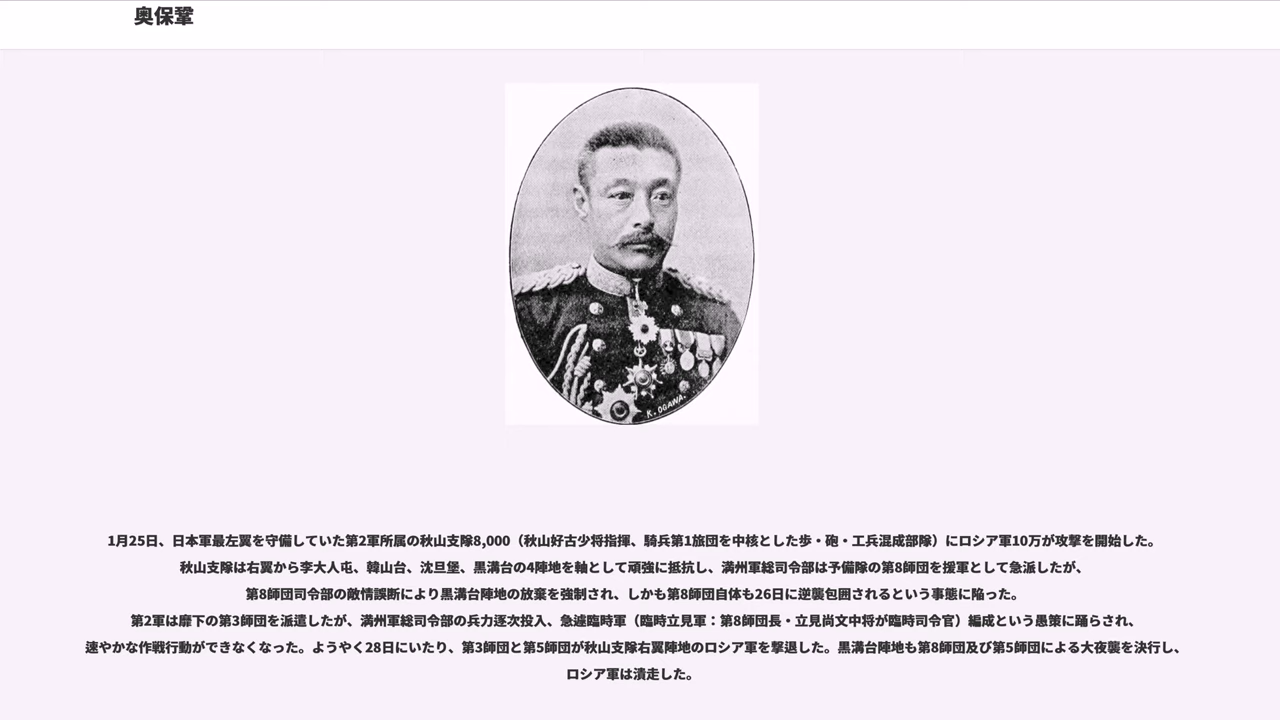 奥保鞏
K. OGAWA.
1月25日、日本軍最左翼を守備していた第2軍所属の秋山支隊8,000（秋山好古少将指揮、騎兵第1旅団を中核とした歩・砲・工兵混成部隊）にロシア軍10万が攻撃を開始した。
秋山支隊は右翼から李大人屯、韓山台、沈旦堡、黒溝台の4陣地を軸として頑強に抵抗し、満州軍総司令部は予備隊の第8師団を援軍として急派したが、
第8師団司令部の敵情誤断により黒溝台陣地の放棄を強制され、しかも第8師団自体も26日に逆襲包囲されるという事態に陥った。
第2軍は靡下の第3師団を派遣したが、満州軍総司令部の兵力逐次投入、急遽臨時軍（臨時立見軍：第8師団長・立見尚文中将が臨時司令官）編成という愚策に踊らされ、
速やかな作戦行動ができなくなった。ようやく28日にいたり、第3師団と第5師団が秋山支隊右翼陣地のロシア軍を撃退した。黒溝台陣地も第8師団及び第5師団による大夜襲を決行し、
ロシア軍は潰走した。